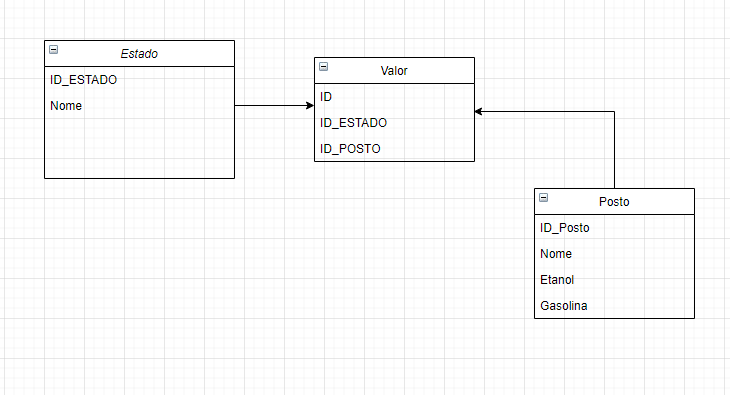 Estado
ID_ESTADO
Nome
Valor
ID
ID_ESTADO
ID_POSTO
Posto
ID_Posto
Nome
Etanol
Gasolina